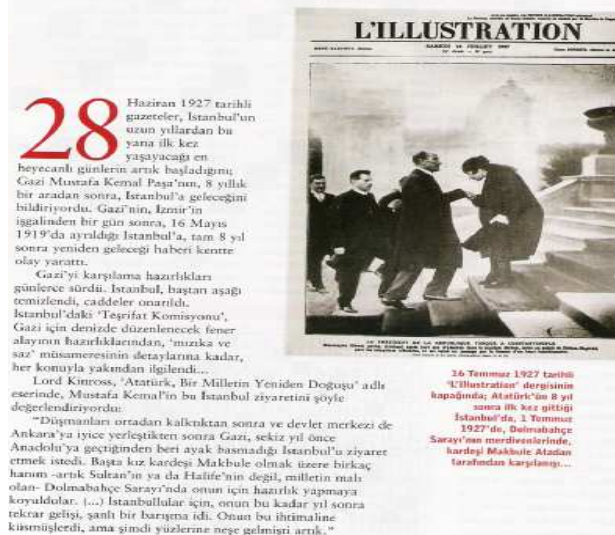 L'ILLUSTRATION
SAMEDI 16 JUILLET 1927
28
Haziran 1927 tarihli
gazeteler, İstanbul'un
uzun yıllardan bu
yana ilk kez
yaşayacağı en
heyecanlı günlerin artık başladığını;
Gazi Mustafa Kemal Paşa'nın, 8 yıllık
bir aradan sonra, İstanbul'a geleceğini
bildiriyordu. Gazi'nin, İzmir'in
işgalinden bir gün sonra, 16 Mayıs
1919'da ayrıldığı İstanbul'a, tam 8 yıl
sonra yeniden geleceği haberi kentte
olay yarattı.
Gazi'yi karşılama hazırlıkları
günlerce sürdü. İstanbul, baştan aşağı
temizlendi, caddeler onarıldı.
İstanbul'daki 'Teşrifat Komisyonu',
Gazi için denizde düzenlenecek fener
alayının hazırlıklarından, 'mızıka ve
saz' müsameresinin detaylarına kadar,
her konuyla yakından ilgilendi...
Lord Kinross, 'Atatürk, Bir Milletin Yeniden Doğuşu' adlı
eserinde, Mustafa Kemal'in bu İstanbul ziyaretini şöyle
değerlendiriyordu:
"Düşmanları ortadan kalktıktan sonra ve devlet merkezi de
Ankara'ya iyice yerleştikten sonra Gazi, sekiz yıl önce
Anadolu'ya geçtiğinden beri ayak basmadığı İstanbul'u ziyaret
etmek istedi. Başta kız kardeşi Makbule olmak üzere birkaç
hanım -artık Sultan'ın ya da Halife'nin değil, milletin malı
olan- Dolmabahçe Sarayı'nda onun için hazırlık yapmaya
koyuldular. (...) İstanbullular için, onun bu kadar yıl sonra
tekrar gelişi, şanlı bir barışma idi. Onun bu ihtimaline
küsmüşlerdi, ama şimdi yüzlerine neşe gelmişti artık."
LE PRÉSIDENT DE LA RÉPUBLIQUE TURQUE A CONSTANTINOPLE
16 Temmuz 1927 tarihli
'L'Illustration' dergisinin
kapağında; Atatürk'ün 8 yıl
sonra ilk kez gittiği
İstanbul'da, 1 Temmuz
1927'de, Dolmabahçe
Sarayı'nın merdivenlerinde,
kardeşi Makbule Atadan
tarafından karşılanışı...